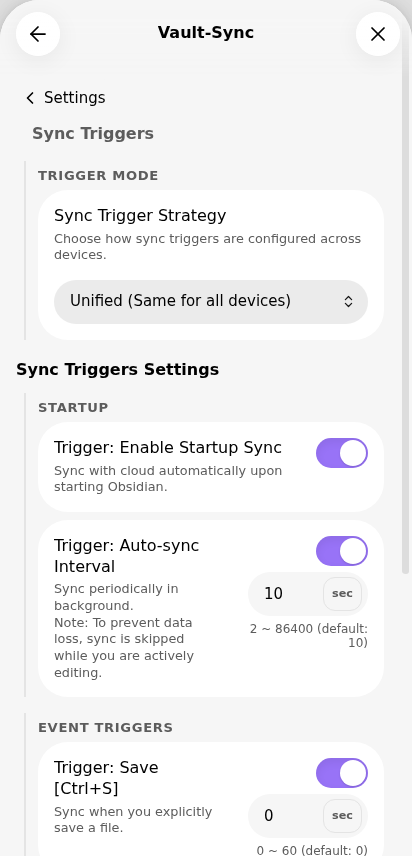 Vault-Sync
Settings
Sync Triggers
TRIGGER MODE
Sync Trigger Strategy
Choose how sync triggers are configured across
devices.
Unified (Same for all devices)
Sync Triggers Settings
STARTUP
Trigger: Enable Startup Sync
Sync with cloud automatically upon
starting Obsidian.
Trigger: Auto-sync
Interval
Sync periodically in
background.
Note: To prevent data
loss, sync is skipped
while you are actively
editing.
10 sec
2 ~ 86400 (default:
10)
EVENT TRIGGERS
Trigger: Save
[Ctrl+S]
Sync when you explicitly
save a file.
0 sec
0 ~ 60 (default: 0)